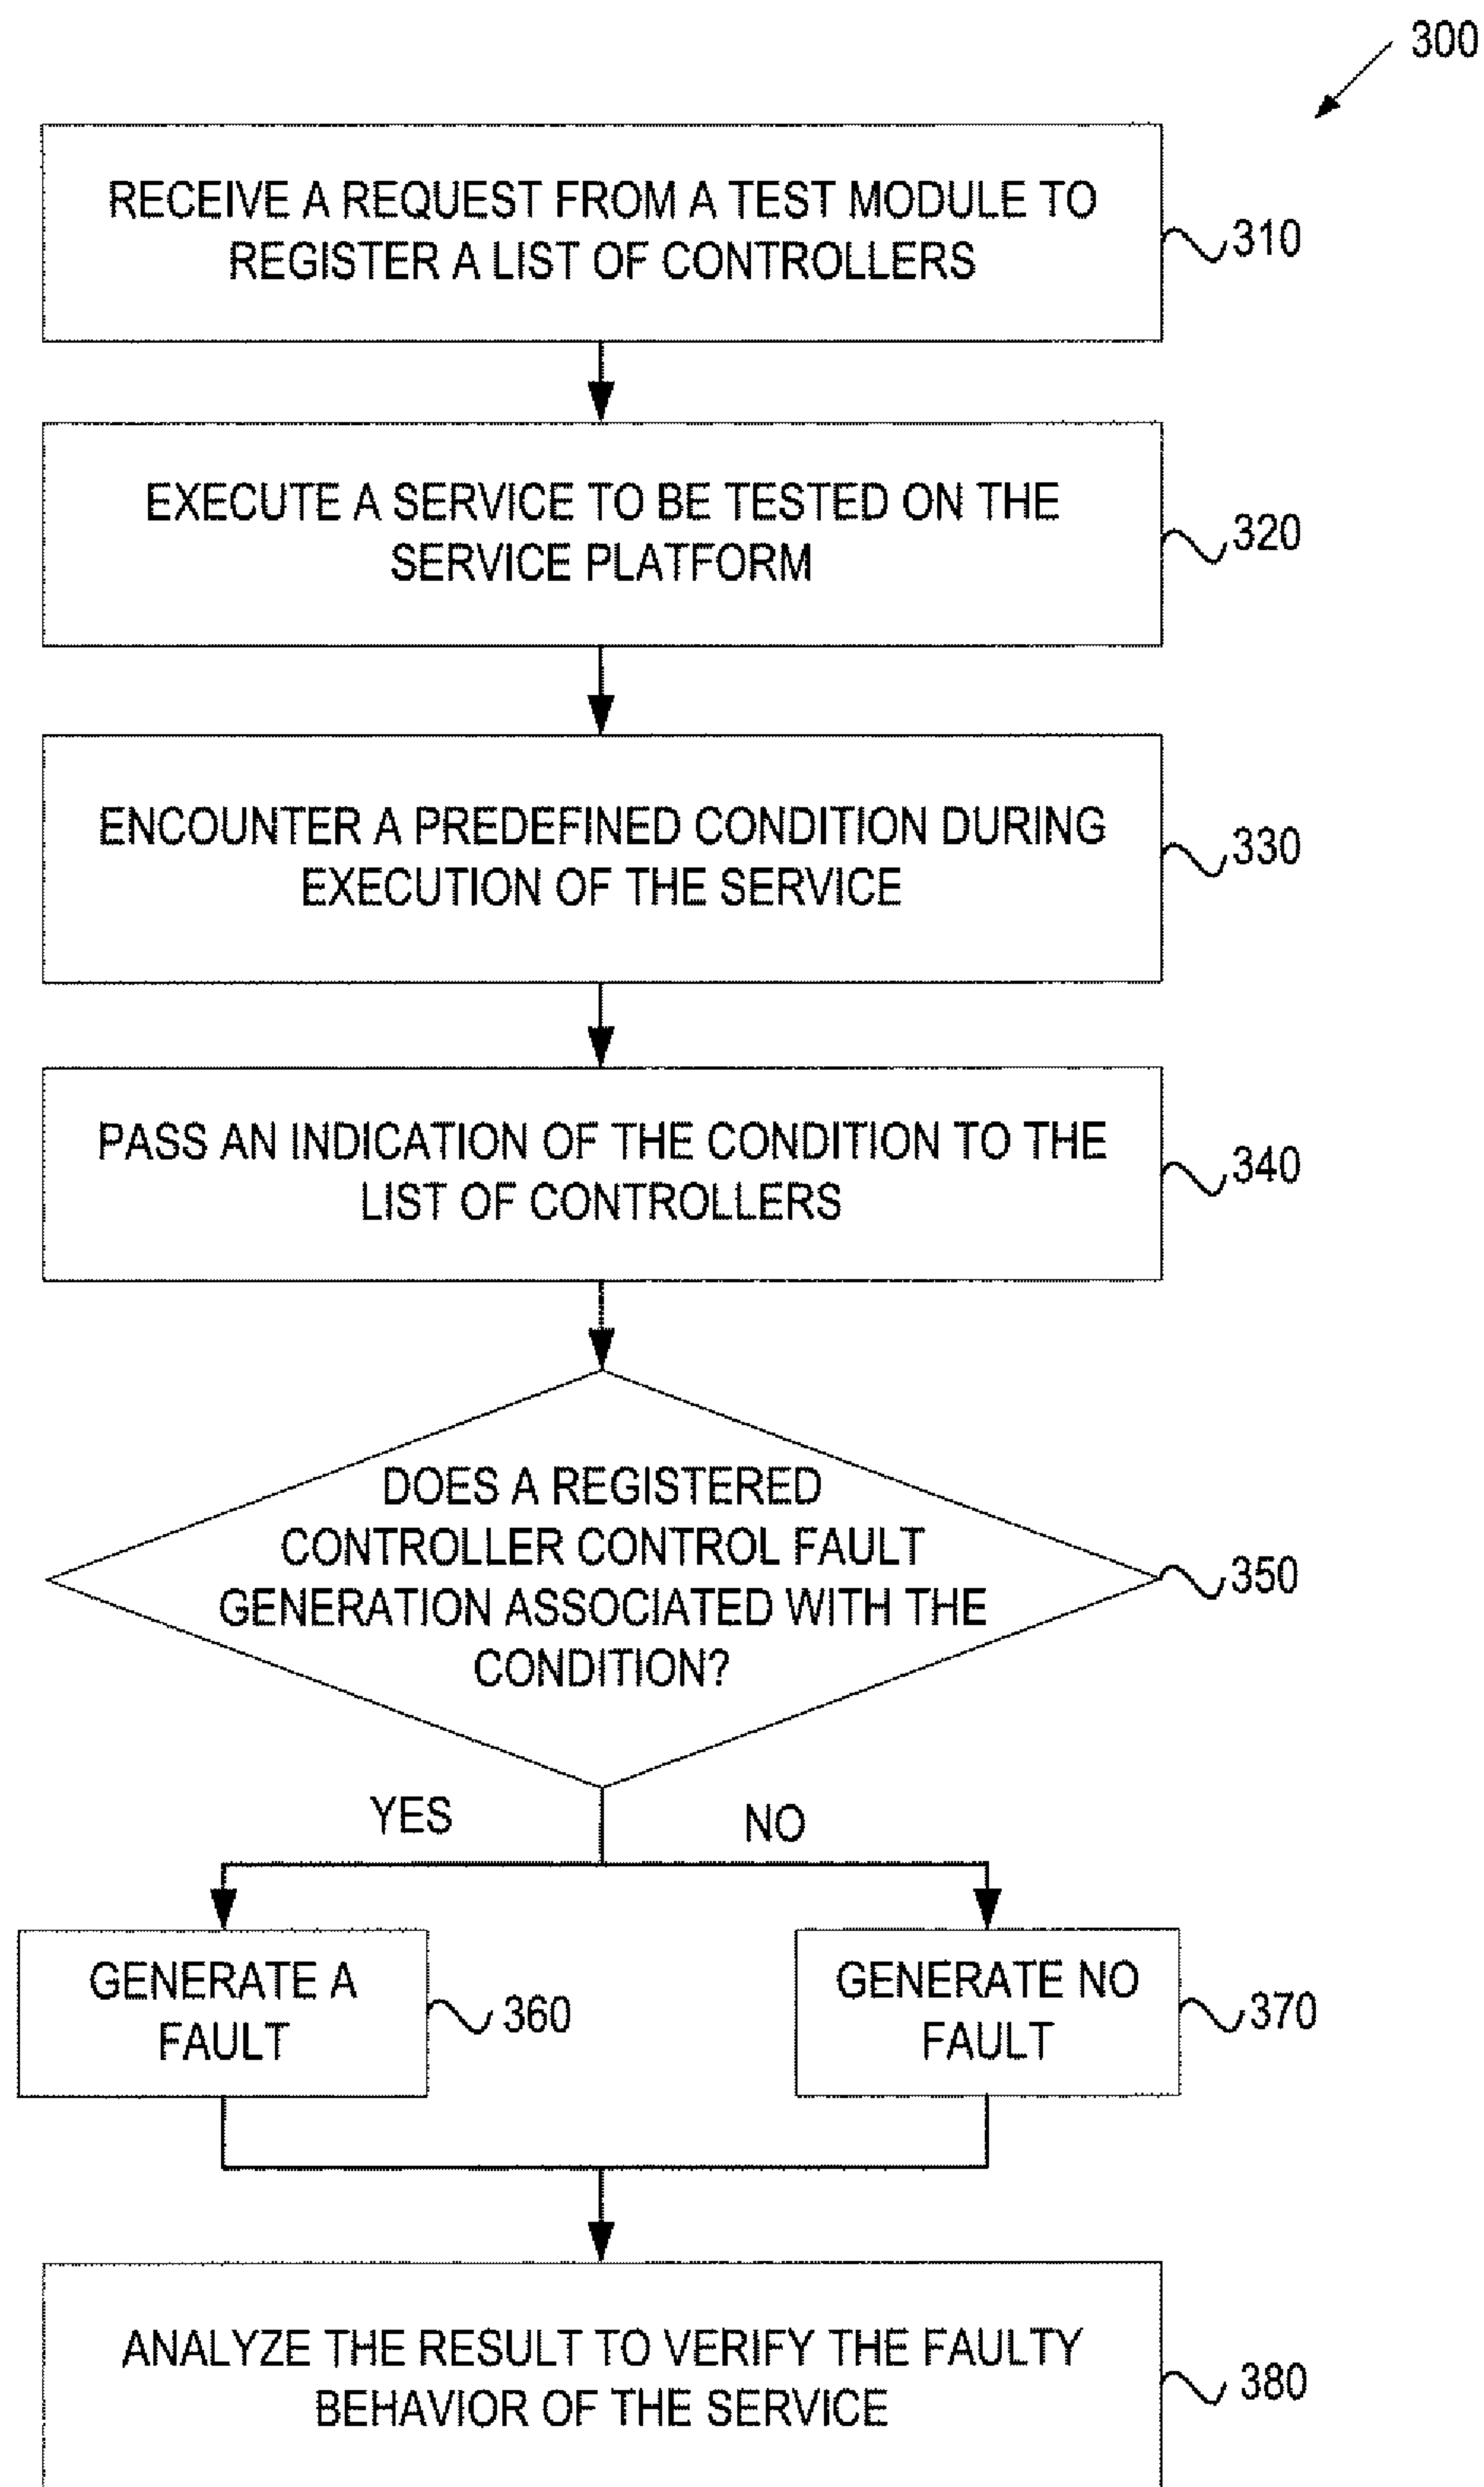 300
RECEIVE A REQUEST FROM A TEST MODULE TO
REGISTER A LIST OF CONTROLLERS
310
EXECUTE A SERVICE TO BE TESTED ON THE
SERVICE PLATFORM
320
ENCOUNTER A PREDEFINED CONDITION DURING
EXECUTION OF THE SERVICE
330
PASS AN INDICATION OF THE CONDITION TO THE
LIST OF CONTROLLERS
340
DOES A REGISTERED
CONTROLLER CONTROL FAULT
GENERATION ASSOCIATED WITH THE
CONDITION?
350
YES
NO
GENERATE A
FAULT
360
GENERATE NO
FAULT
370
ANALYZE THE RESULT TO VERIFY THE FAULTY
BEHAVIOR OF THE SERVICE
380